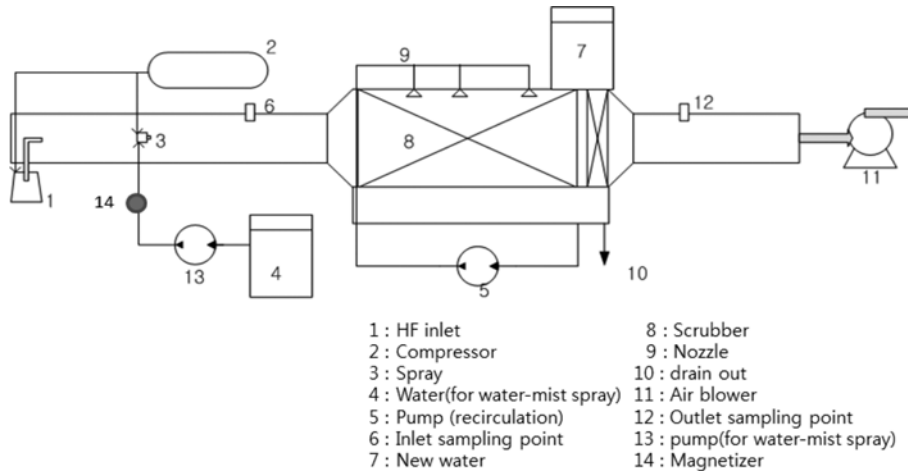 2
7
9
6
12
3
8
1
14
11
13
4
5
10
1 : HF inlet
2 : Compressor
3 : Spray
4 : Water(for water-mist spray)
5 : Pump (recirculation)
6 : Inlet sampling point
7 : New water
8 : Scrubber
9 : Nozzle
10 : drain out
11 : Air blower
12 : Outlet sampling point
13 : pump(for water-mist spray)
14 : Magnetizer